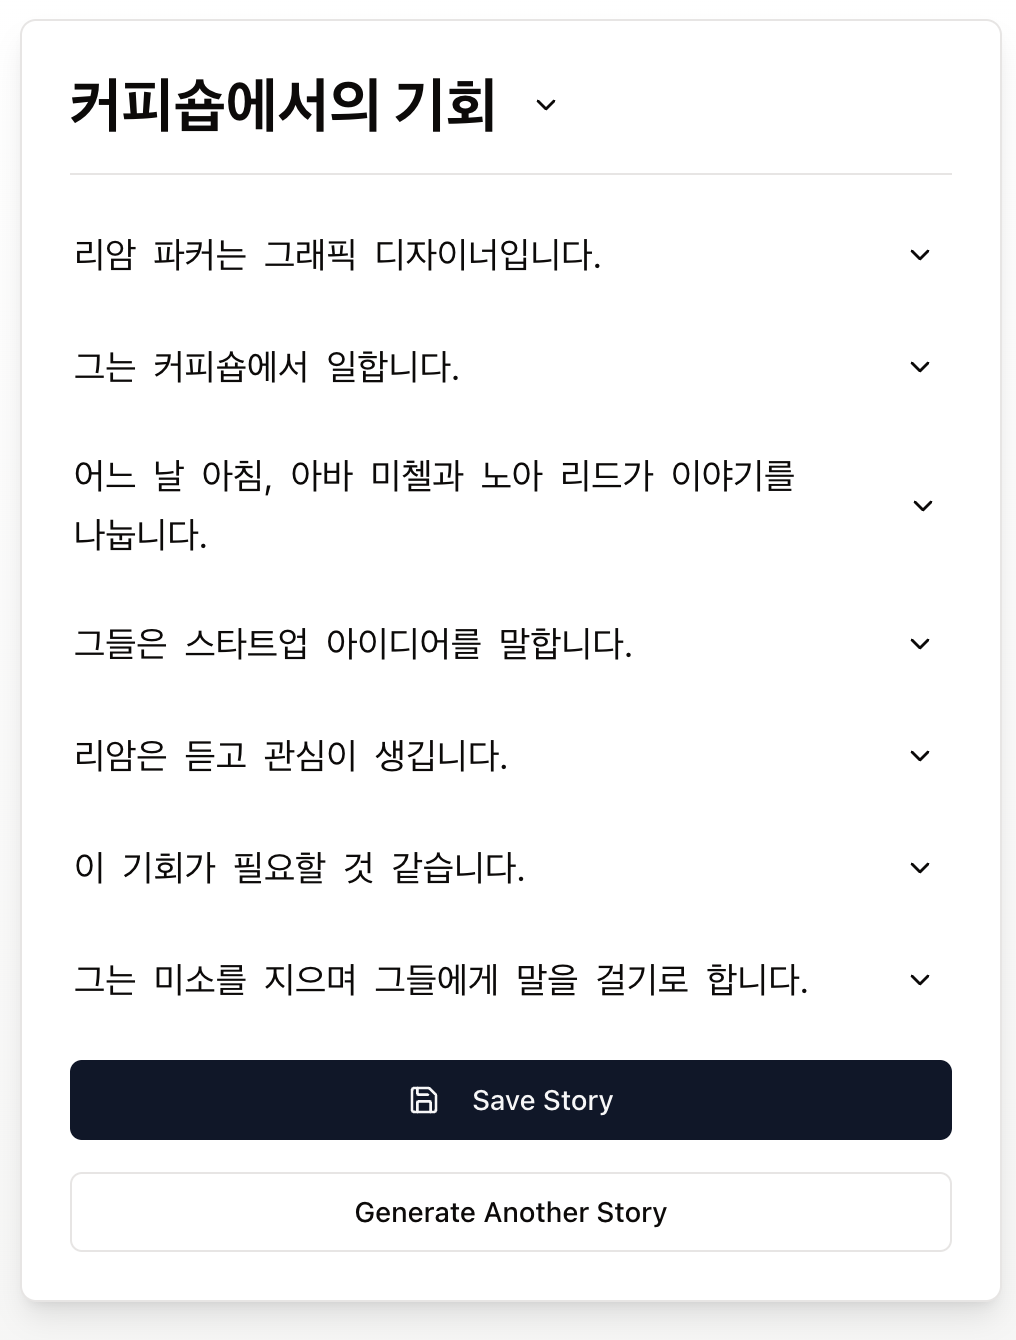 커피숍에서의 기회
리암 파커는 그래픽 디자이너입니다.
그는 커피숍에서 일합니다.
어느 날 아침, 아바 미첼과 노아 리드가 이야기를
나눕니다.
그들은 스타트업 아이디어를 말합니다.
리암은 듣고 관심이 생깁니다.
이 기회가 필요할 것 같습니다.
그는 미소를 지으며 그들에게 말을 걸기로 합니다.
Save Story
Generate Another Story